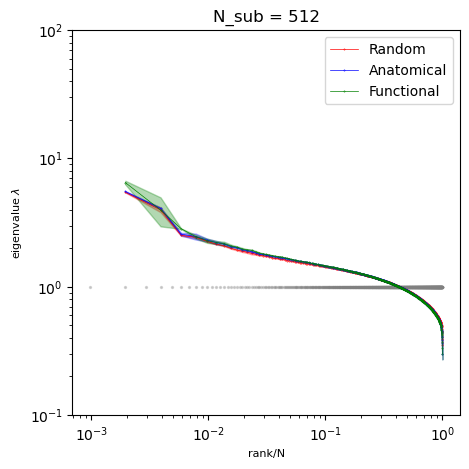 N_sub = 512
10²
10¹
10⁰
10⁻¹
eigenvalue λ
Random
Anatomical
Functional
10⁻³
10⁻²
10⁻¹
10⁰
rank/N